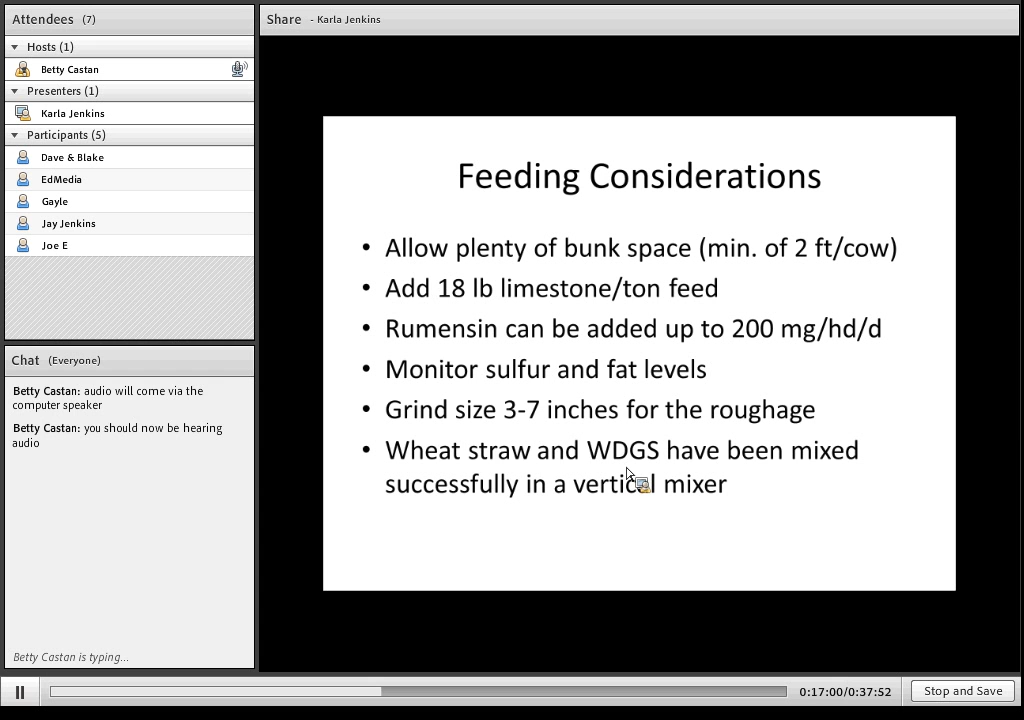 Attendees (7)
Hosts (1)
Betty Castan
Presenters (1)
Karla Jenkins
Participants (5)
Dave & Blake
EdMedia
Gayle
Jay Jenkins
Joe E
Chat (Everyone)
Betty Castan: audio will come via the
computer speaker
Betty Castan: you should now be hearing
audio
Betty Castan is typing...
Share - Karla Jenkins
Feeding Considerations
• Allow plenty of bunk space (min. of 2 ft/cow)
• Add 18 lb limestone/ton feed
• Rumensin can be added up to 200 mg/hd/d
• Monitor sulfur and fat levels
• Grind size 3-7 inches for the roughage
• Wheat straw and WDGS have been mixed
successfully in a vertical mixer
0:17:00/0:37:52
Stop and Save